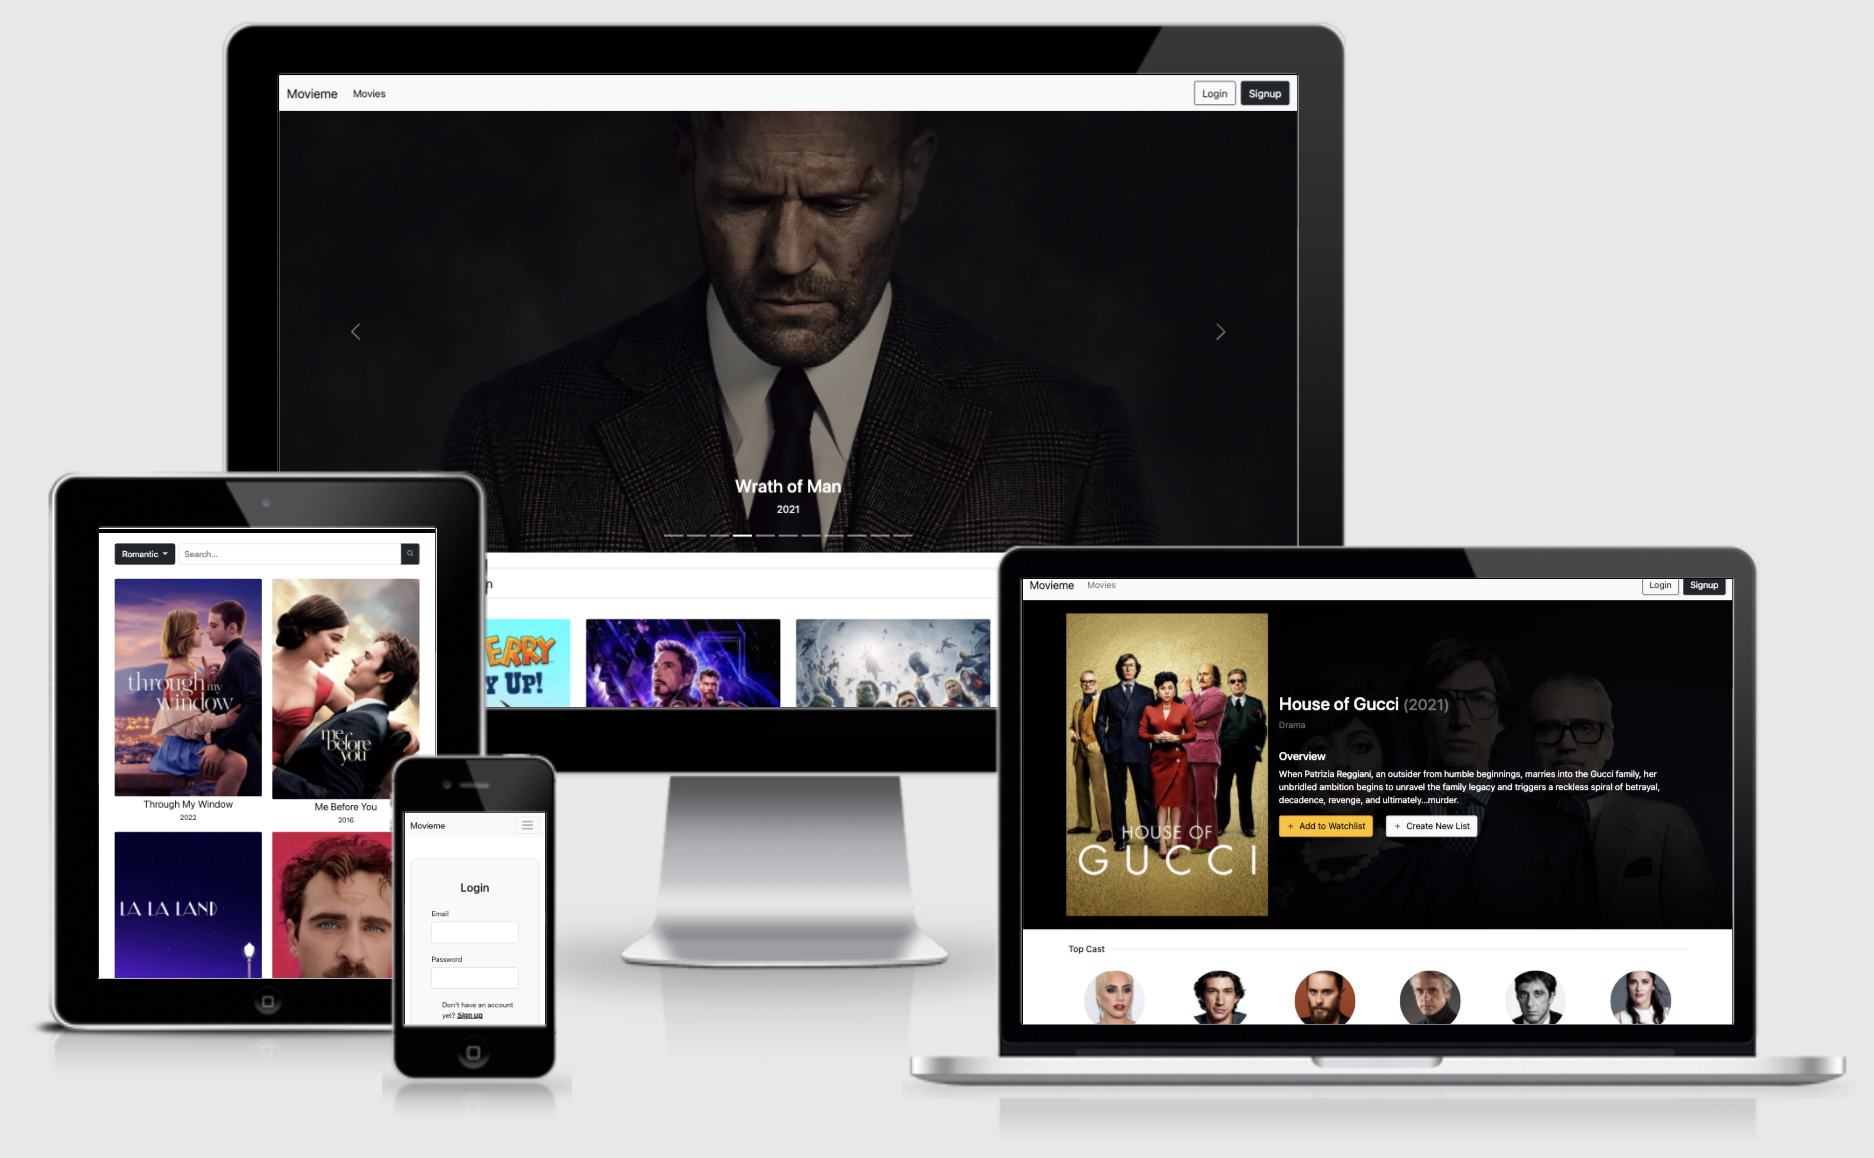 Movieme Movies Login Signup
Wrath of Man
2021
n
ERRY
Y UP!
Romantic Search...
through my
window
me
before
you
Through My Window
2022
Me Before You
2016
LA LA LAND
Movieme
Login
Email
Password
Don't have an account
yet? Sign up
Movieme Movies Login Signup
HOUSE OF
GUCCI
House of Gucci (2021)
Drama
Overview
When Patrizia Reggiani, an outsider from humble beginnings, marries into the Gucci family, her
unbridled ambition begins to unravel the family legacy and triggers a reckless spiral of betrayal,
decadence, revenge, and ultimately...murder.
+ Add to Watchlist + Create New List
Top Cast